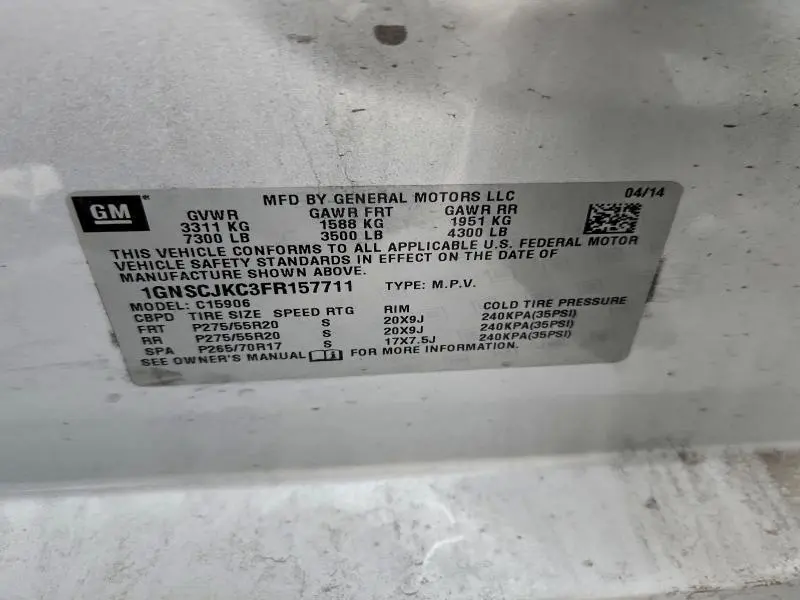 GM
MFD BY GENERAL MOTORS LLC 04/14
GVWR GAWR FRT GAWR RR
3311 KG 1588 KG 1951 KG
7300 LB 3500 LB 4300 LB
THIS VEHICLE CONFORMS TO ALL APPLICABLE U.S. FEDERAL MOTOR
VEHICLE SAFETY STANDARDS IN EFFECT ON THE DATE OF
MANUFACTURE SHOWN ABOVE.
1GNSCJKC3FR157711 TYPE: M.P.V.
MODEL: C15906
CBPD TIRE SIZE SPEED RTG RIM COLD TIRE PRESSURE
FRT P275/55R20 S 20X9J 240KPA(35PSI)
RR P275/55R20 S 20X9J 240KPA(35PSI)
SPA P265/70R17 S 17X7.5J 240KPA(35PSI)
SEE OWNER'S MANUAL FOR MORE INFORMATION.